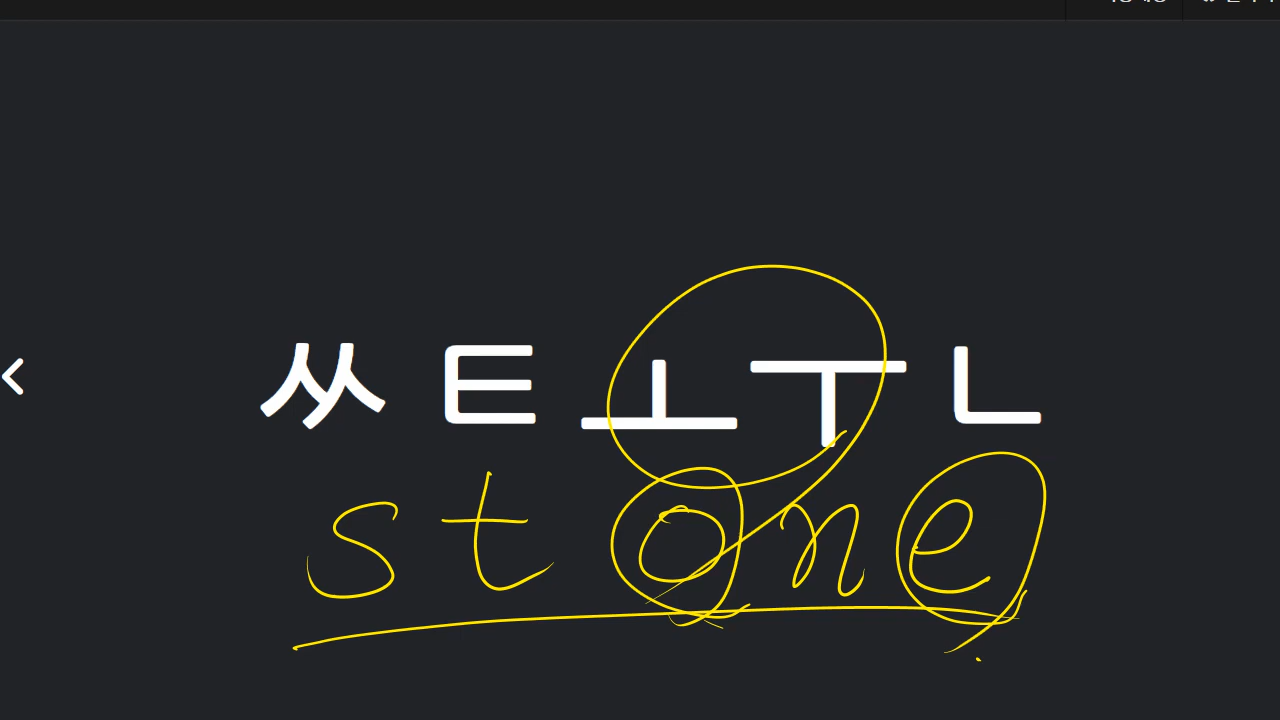 ㅆ ㅌ ㅗ ㅜ ㄴ
stone